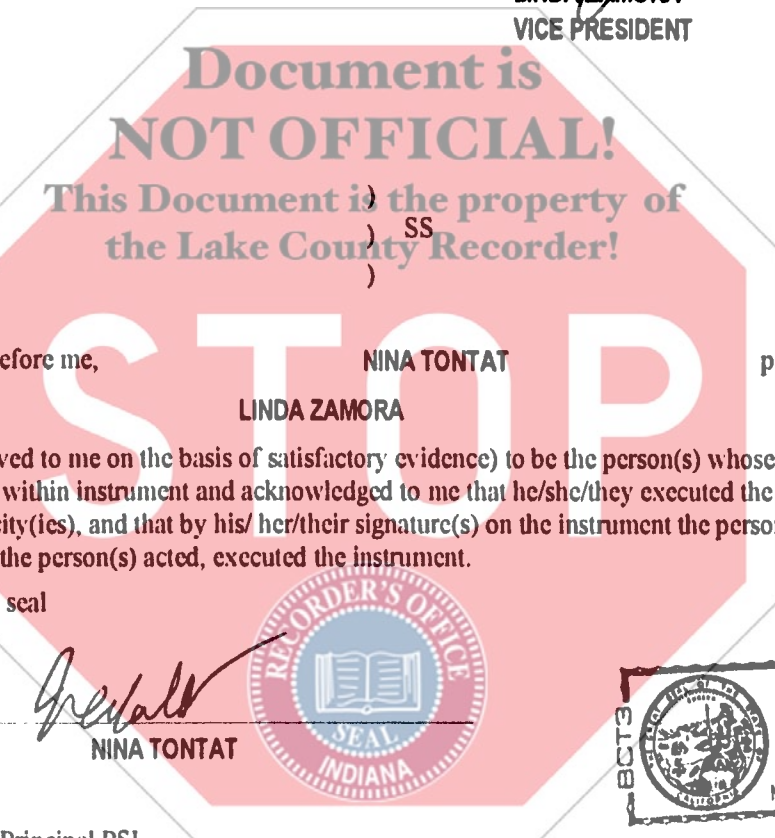 VICE PRESIDENT
Document is
NOT OFFICIAL!
This Document is the property of
the Lake County Recorder!
)
) SS
)
STOP
efore me, NINA TONTAT p
LINDA ZAMORA
ved to me on the basis of satisfactory evidence) to be the person(s) whose
within instrument and acknowledged to me that he/she/they executed the
city(ies), and that by his/ her/their signature(s) on the instrument the perso
the person(s) acted, executed the instrument.
seal
NINA TONTAT
RECORDER'S OFFICE
SEAL
INDIANA
BCT3
CALIFORNIA